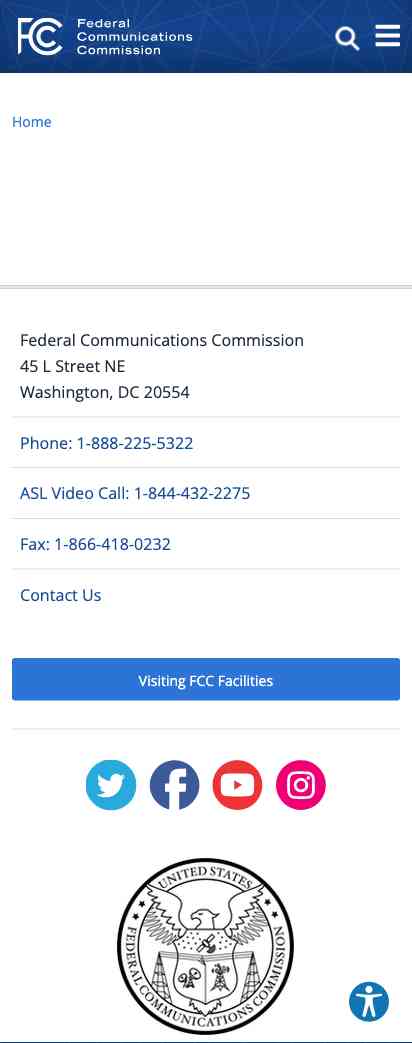 FCC
Federal
Communications
Commission
Home
Federal Communications Commission
45 L Street NE
Washington, DC 20554
Phone: 1-888-225-5322
ASL Video Call: 1-844-432-2275
Fax: 1-866-418-0232
Contact Us
Visiting FCC Facilities
UNITED STATES
FEDERAL COMMUNICATIONS COMMISSION